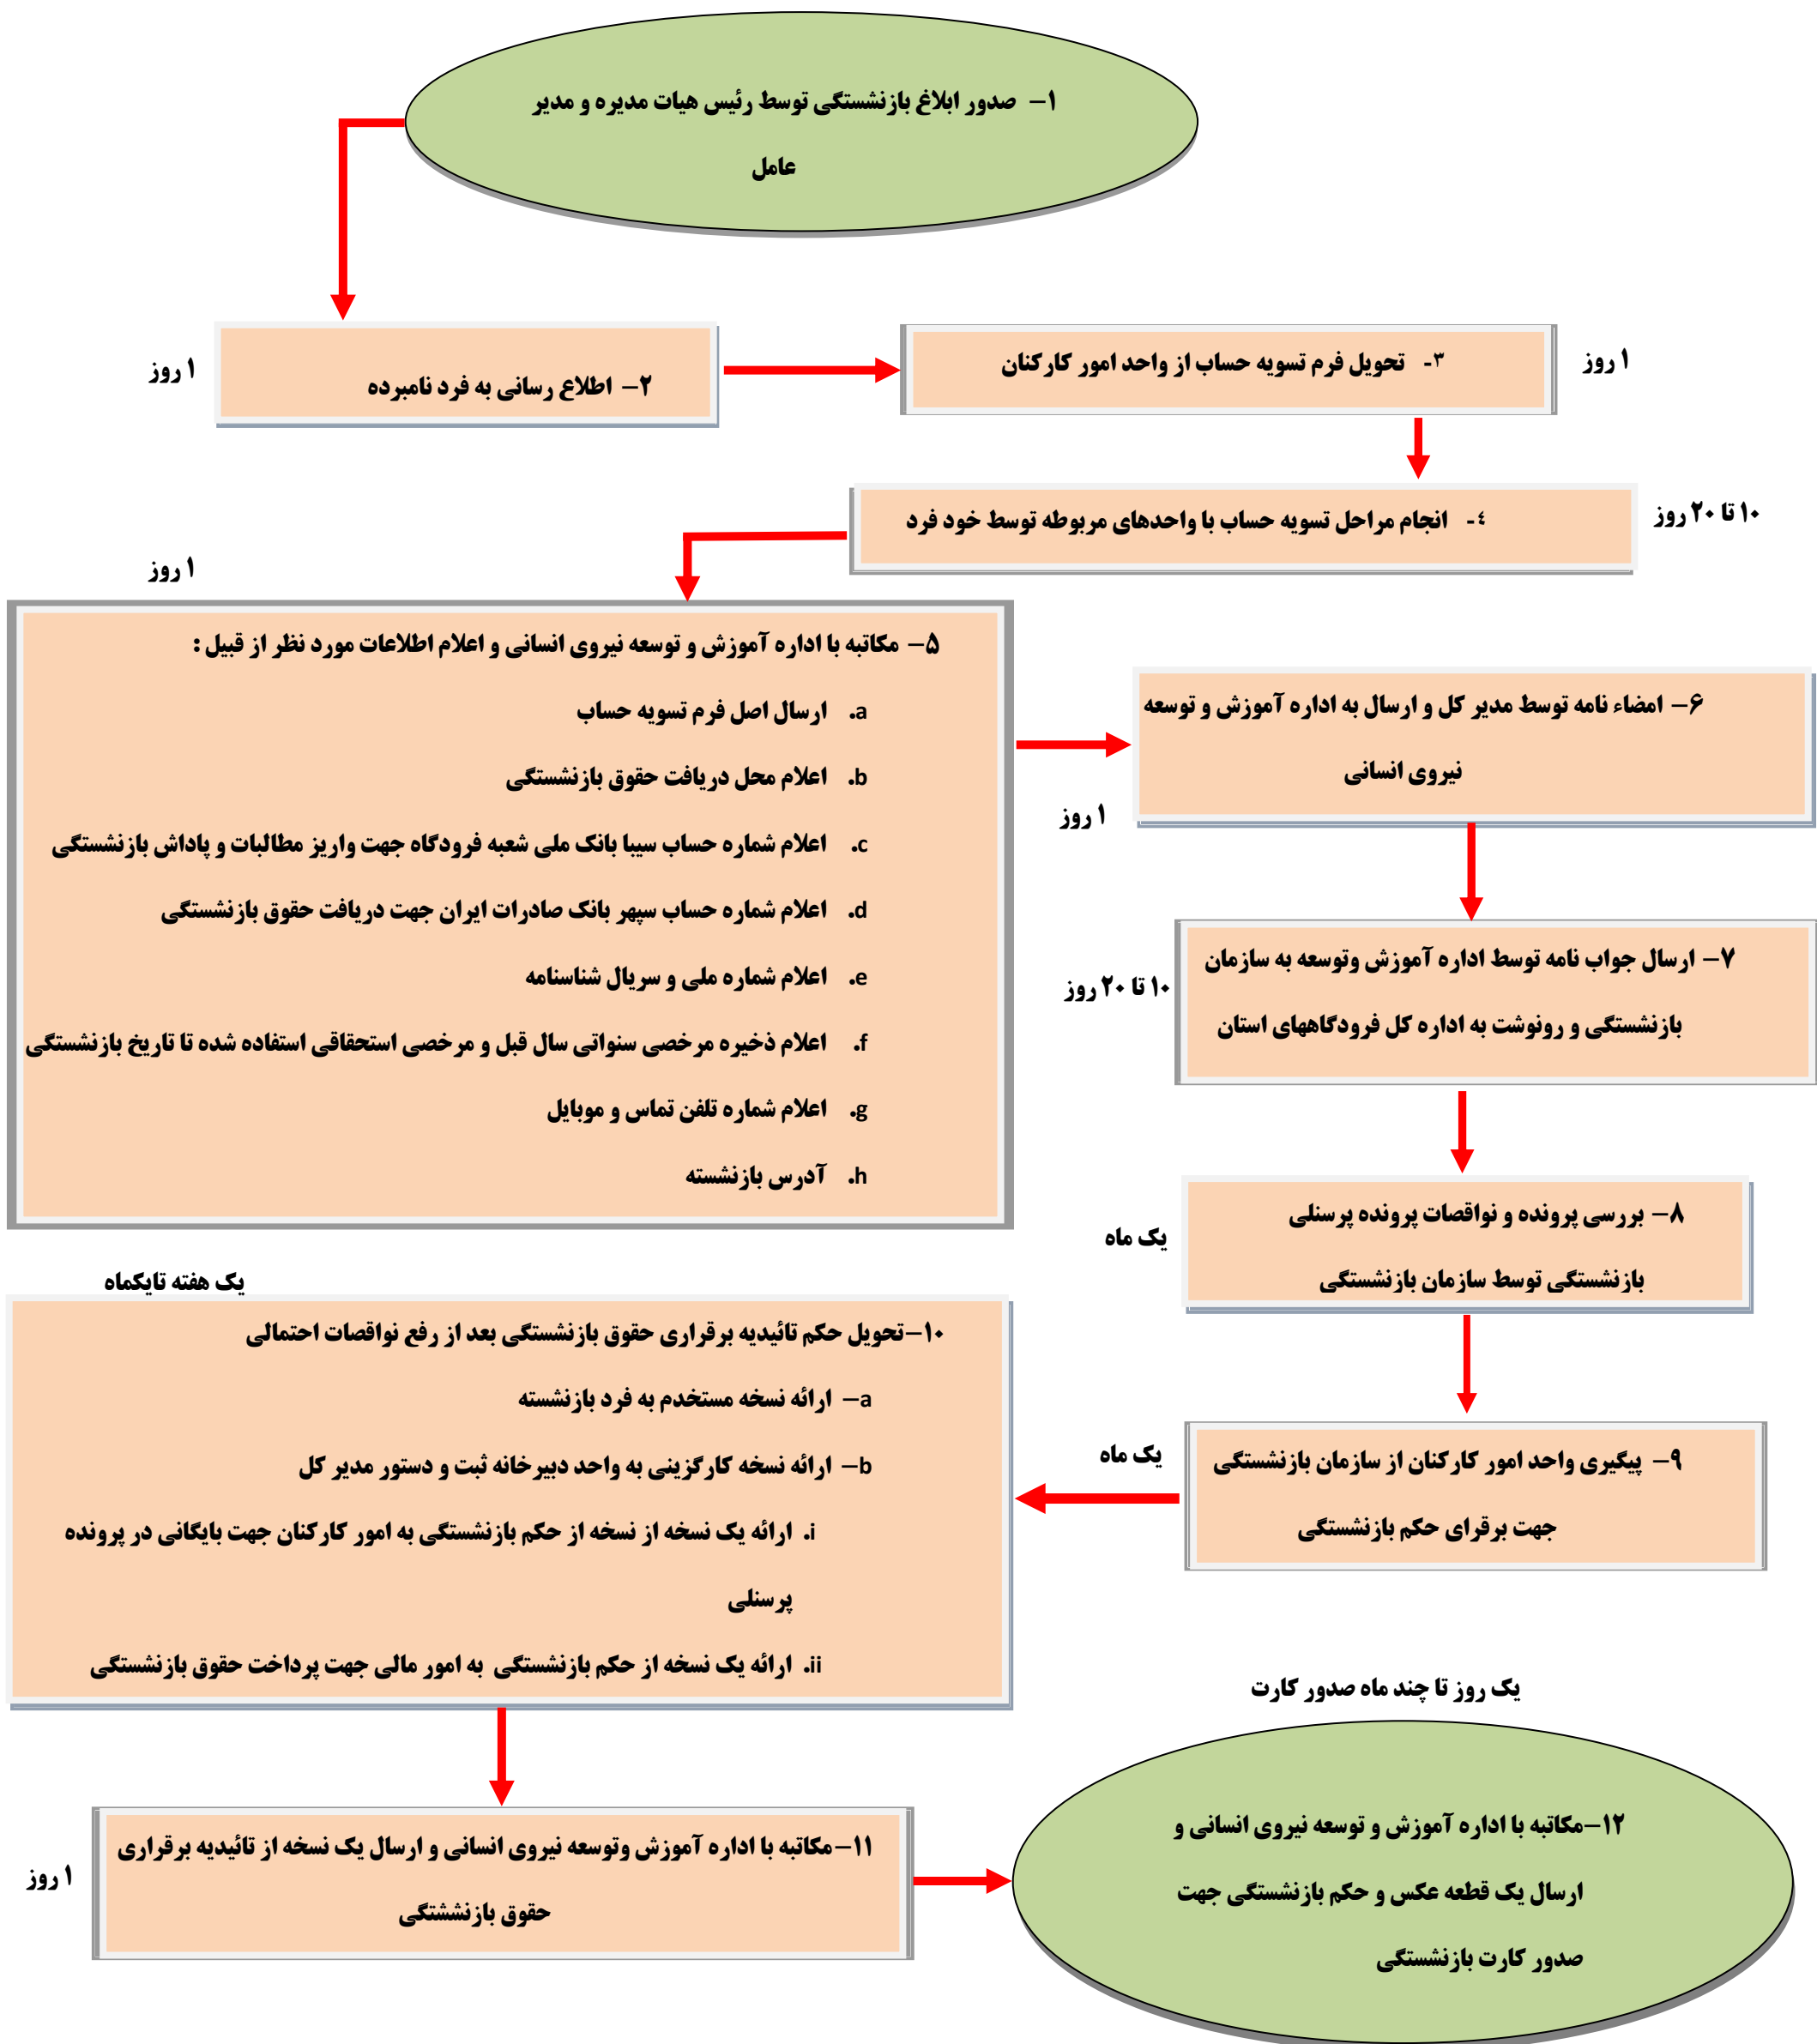 ۱– صدور ابلاغ بازنشستگی توسط رئیس هیات مدیره و مدیر
عامل
۱ روز
۲– اطلاع رسانی به فرد نامبرده
۳- تحویل فرم تسویه حساب از واحد امور کارکنان
۱ روز
۴- انجام مراحل تسویه حساب با واحدهای مربوطه توسط خود فرد
۱۰ تا ۲۰ روز
۱ روز
۵– مکاتبه با اداره آموزش و توسعه نیروی انسانی و اعلام اطلاعات مورد نظر از قبیل :
a. ارسال اصل فرم تسویه حساب
b. اعلام محل دریافت حقوق بازنشستگی
c. اعلام شماره حساب سیبا بانک ملی شعبه فرودگاه جهت واریز مطالبات و پاداش بازنشستگی
d. اعلام شماره حساب سپهر بانک صادرات ایران جهت دریافت حقوق بازنشستگی
e. اعلام شماره ملی و سریال شناسنامه
f. اعلام ذخیره مرخصی سنواتی سال قبل و مرخصی استحقاقی استفاده شده تا تاریخ بازنشستگی
g. اعلام شماره تلفن تماس و موبایل
h. آدرس بازنشسته
۶– امضاء نامه توسط مدیر کل و ارسال به اداره آموزش و توسعه
نیروی انسانی
۱ روز
۷– ارسال جواب نامه توسط اداره آموزش وتوسعه به سازمان
بازنشستگی و رونوشت به اداره کل فرودگاههای استان
۱۰ تا ۲۰ روز
۸– بررسی پرونده و نواقصات پرونده پرسنلی
بازنشستگی توسط سازمان بازنشستگی
یک ماه
۹– پیگیری واحد امور کارکنان از سازمان بازنشستگی
جهت برقرای حکم بازنشستگی
یک ماه
یک هفته تایکماه
۱۰–تحویل حکم تائیدیه برقراری حقوق بازنشستگی بعد از رفع نواقصات احتمالی
a– ارائه نسخه مستخدم به فرد بازنشسته
b– ارائه نسخه کارگزینی به واحد دبیرخانه ثبت و دستور مدیر کل
i. ارائه یک نسخه از نسخه از حکم بازنشستگی به امور کارکنان جهت بایگانی در پرونده
پرسنلی
ii. ارائه یک نسخه از حکم بازنشستگی به امور مالی جهت پرداخت حقوق بازنشستگی
۱۱–مکاتبه با اداره آموزش وتوسعه نیروی انسانی و ارسال یک نسخه از تائیدیه برقراری
حقوق بازنششتگی
۱ روز
یک روز تا چند ماه صدور کارت
۱۲–مکاتبه با اداره آموزش و توسعه نیروی انسانی و
ارسال یک قطعه عکس و حکم بازنشستگی جهت
صدور کارت بازنشستگی